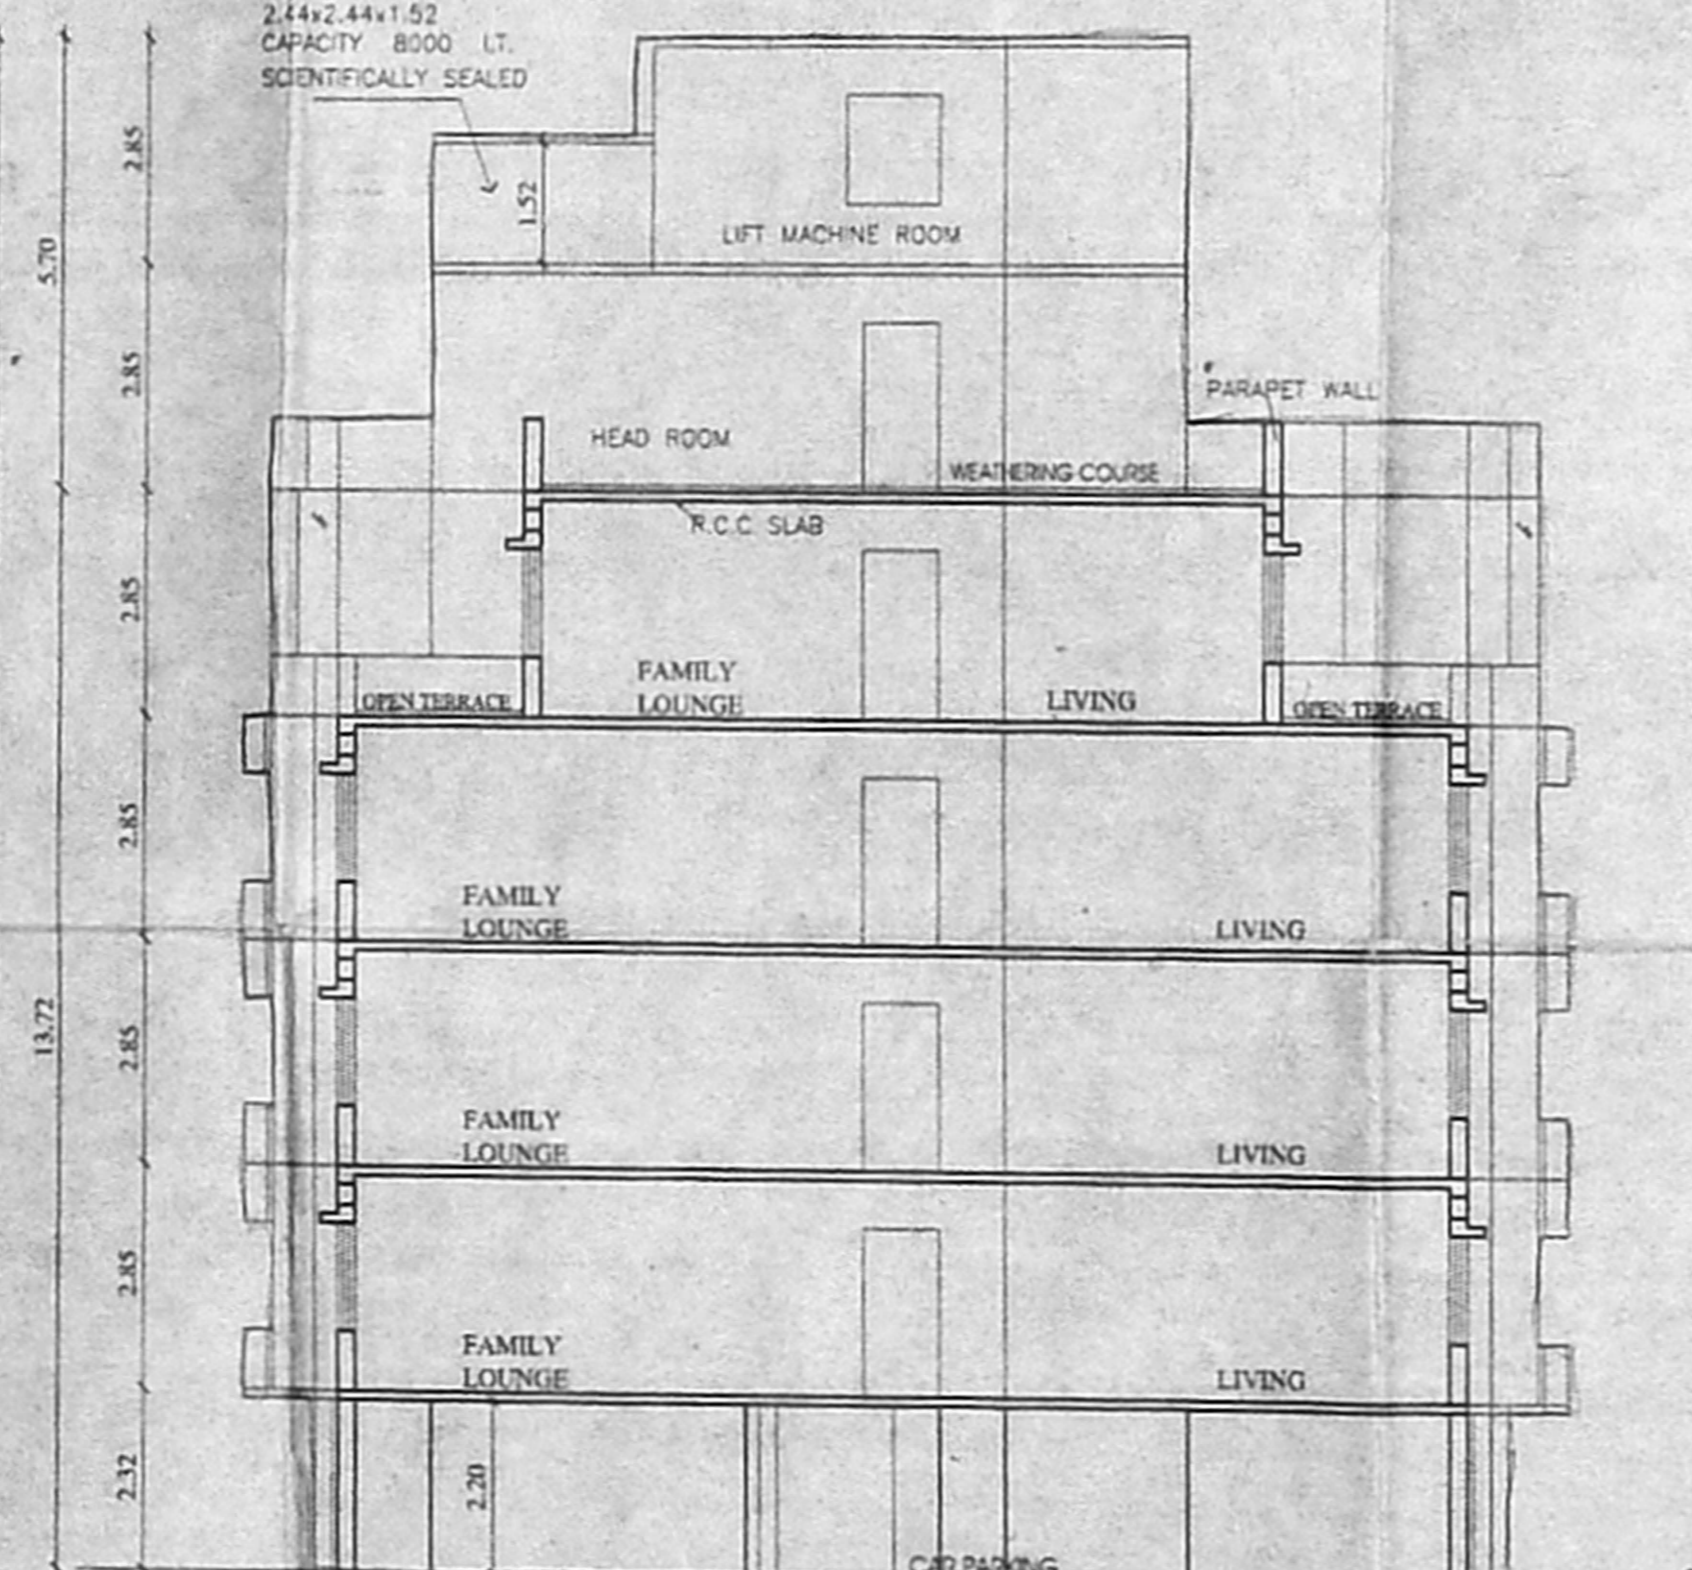 2.44x2.44x1.52
CAPACITY 8000 LT.
SCIENTIFICALLY SEALED
2.85
1.52
LIFT MACHINE ROOM
5.70
2.85
PARAPET WALL
HEAD ROOM
WEATHERING COURSE
R.C.C. SLAB
2.85
FAMILY
LOUNGE
LIVING
OPEN TERRACE
OPEN TERRACE
2.85
FAMILY
LOUNGE
LIVING
13.72
2.85
FAMILY
LOUNGE
LIVING
2.85
FAMILY
LOUNGE
LIVING
2.32
2.20
CAR PARKING